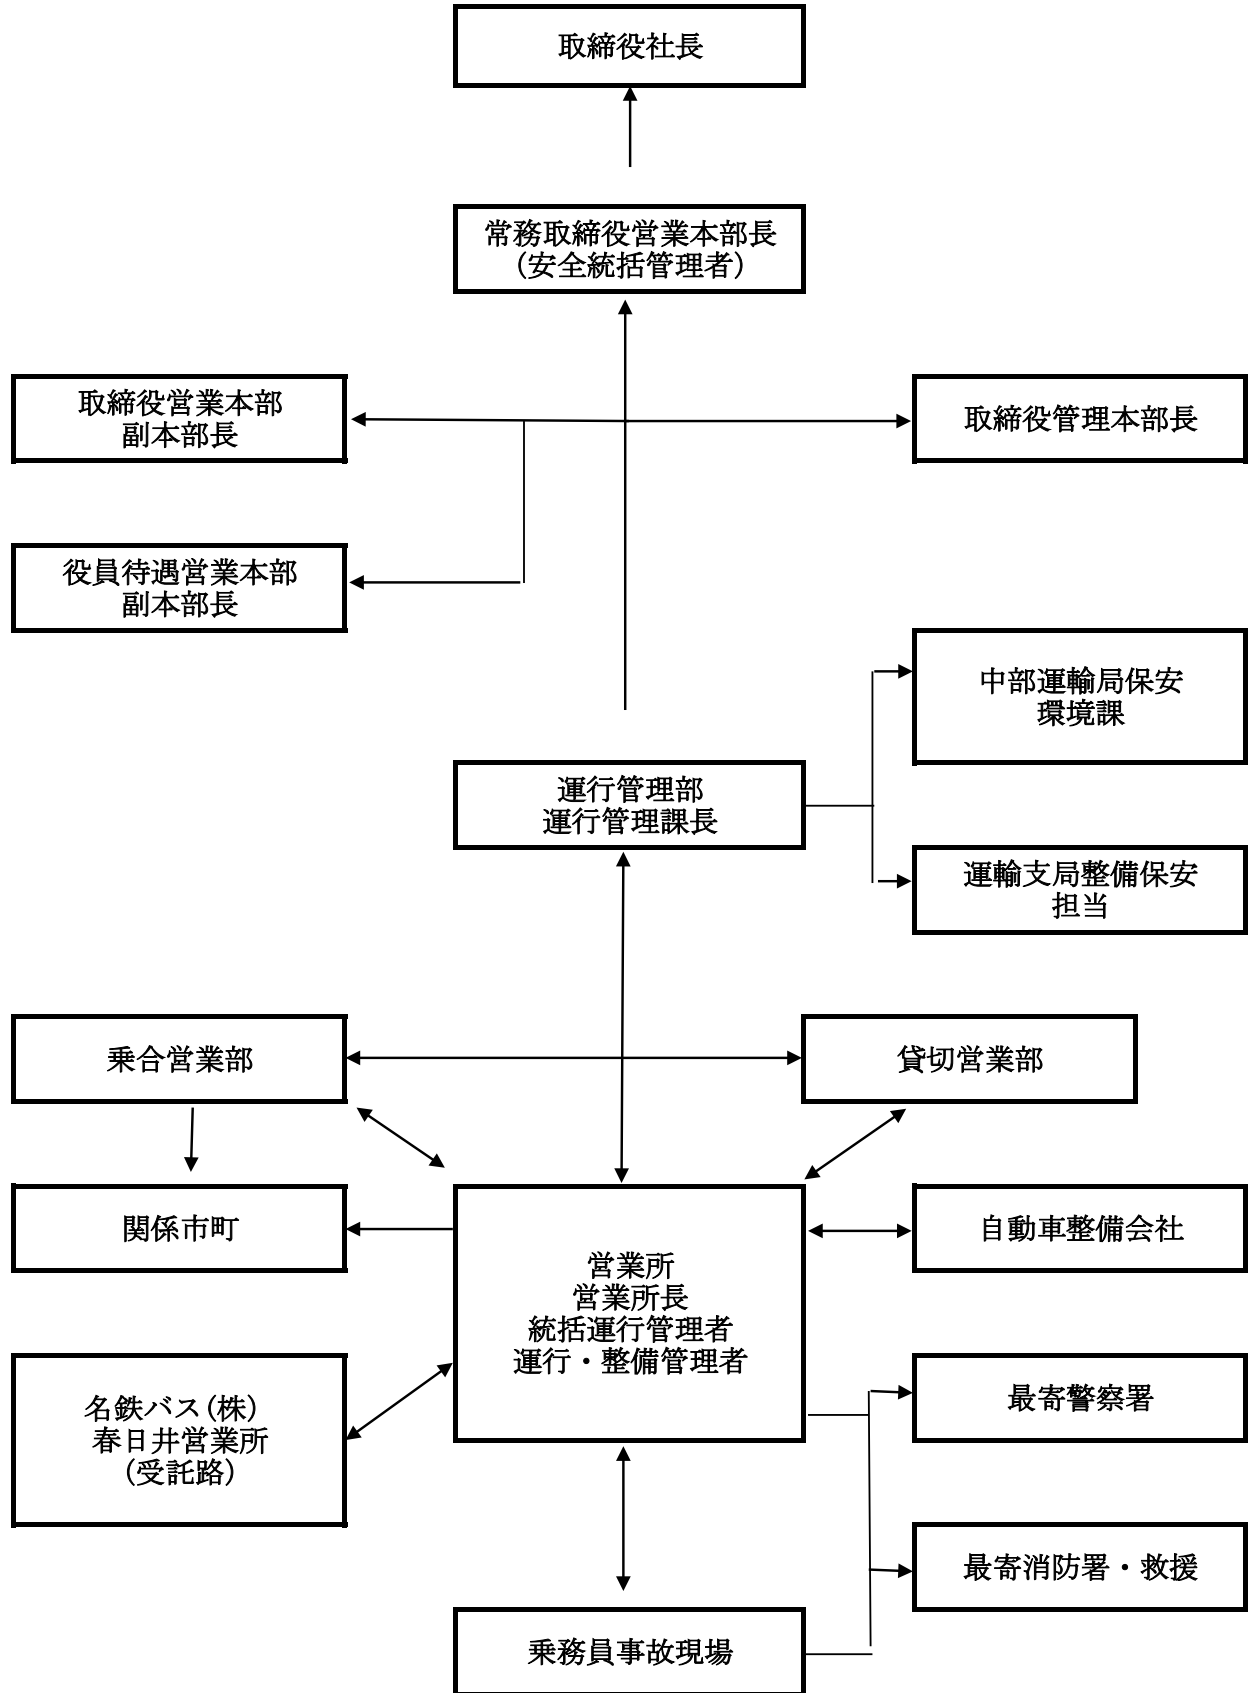 取締役社長
常務取締役営業本部長
(安全統括管理者)
取締役営業本部
副本部長
取締役管理本部長
役員待遇営業本部
副本部長
中部運輸局保安
環境課
運行管理部
運行管理課長
運輸支局整備保安
担当
乗合営業部
貸切営業部
関係市町
営業所
営業所長
統括運行管理者
運行・整備管理者
自動車整備会社
名鉄バス(株)
春日井営業所
(受託路)
最寄警察署
最寄消防署・救援
乗務員事故現場